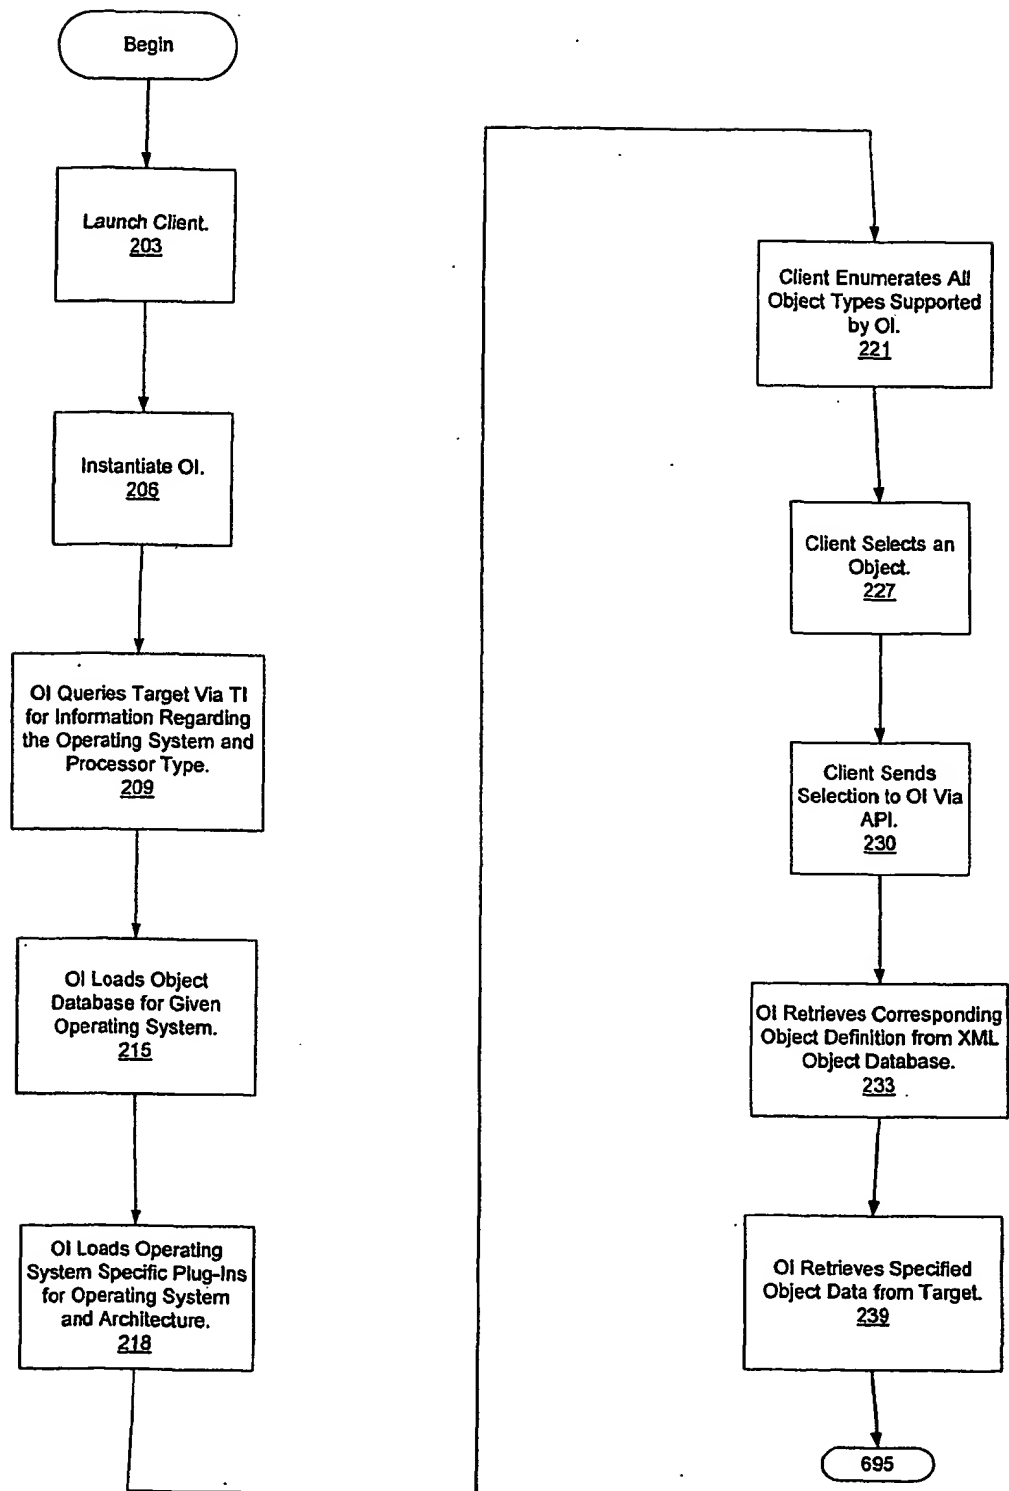 Begin
Launch Client.
203
Instantiate OI.
206
OI Queries Target Via TI
for Information Regarding
the Operating System and
Processor Type.
209
OI Loads Object
Database for Given
Operating System.
215
OI Loads Operating
System Specific Plug-Ins
for Operating System
and Architecture.
218
Client Enumerates All
Object Types Supported
by OI.
221
Client Selects an
Object.
227
Client Sends
Selection to OI Via
API.
230
OI Retrieves Corresponding
Object Definition from XML
Object Database.
233
OI Retrieves Specified
Object Data from Target.
239
695